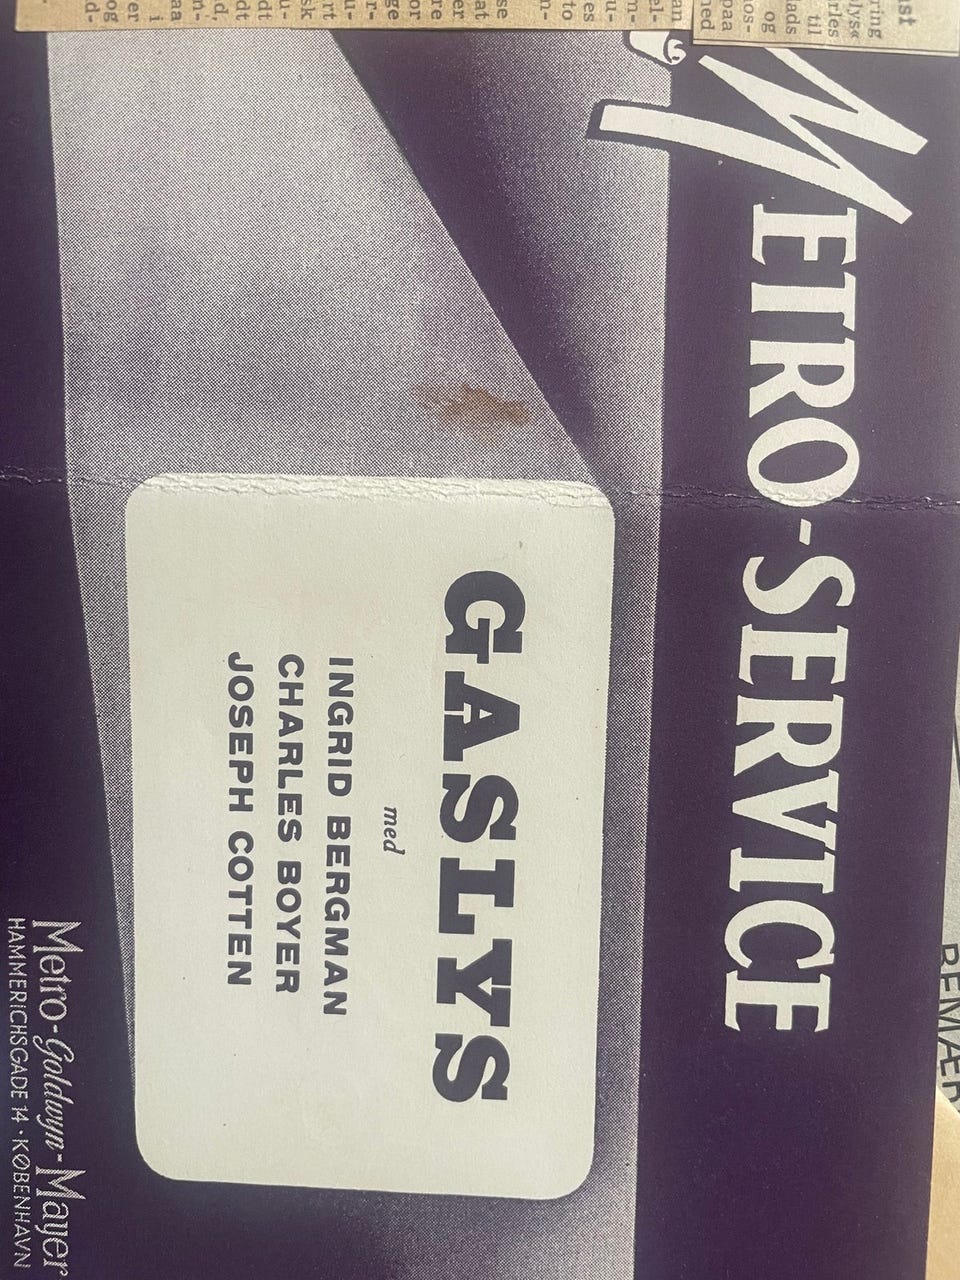 METRO-SERVICE
GASLYS
med
INGRID BERGMAN
CHARLES BOYER
JOSEPH COTTEN
Metro-Goldwyn-Mayer
HAMMERICHSGADE 14 · KØBENHAVN